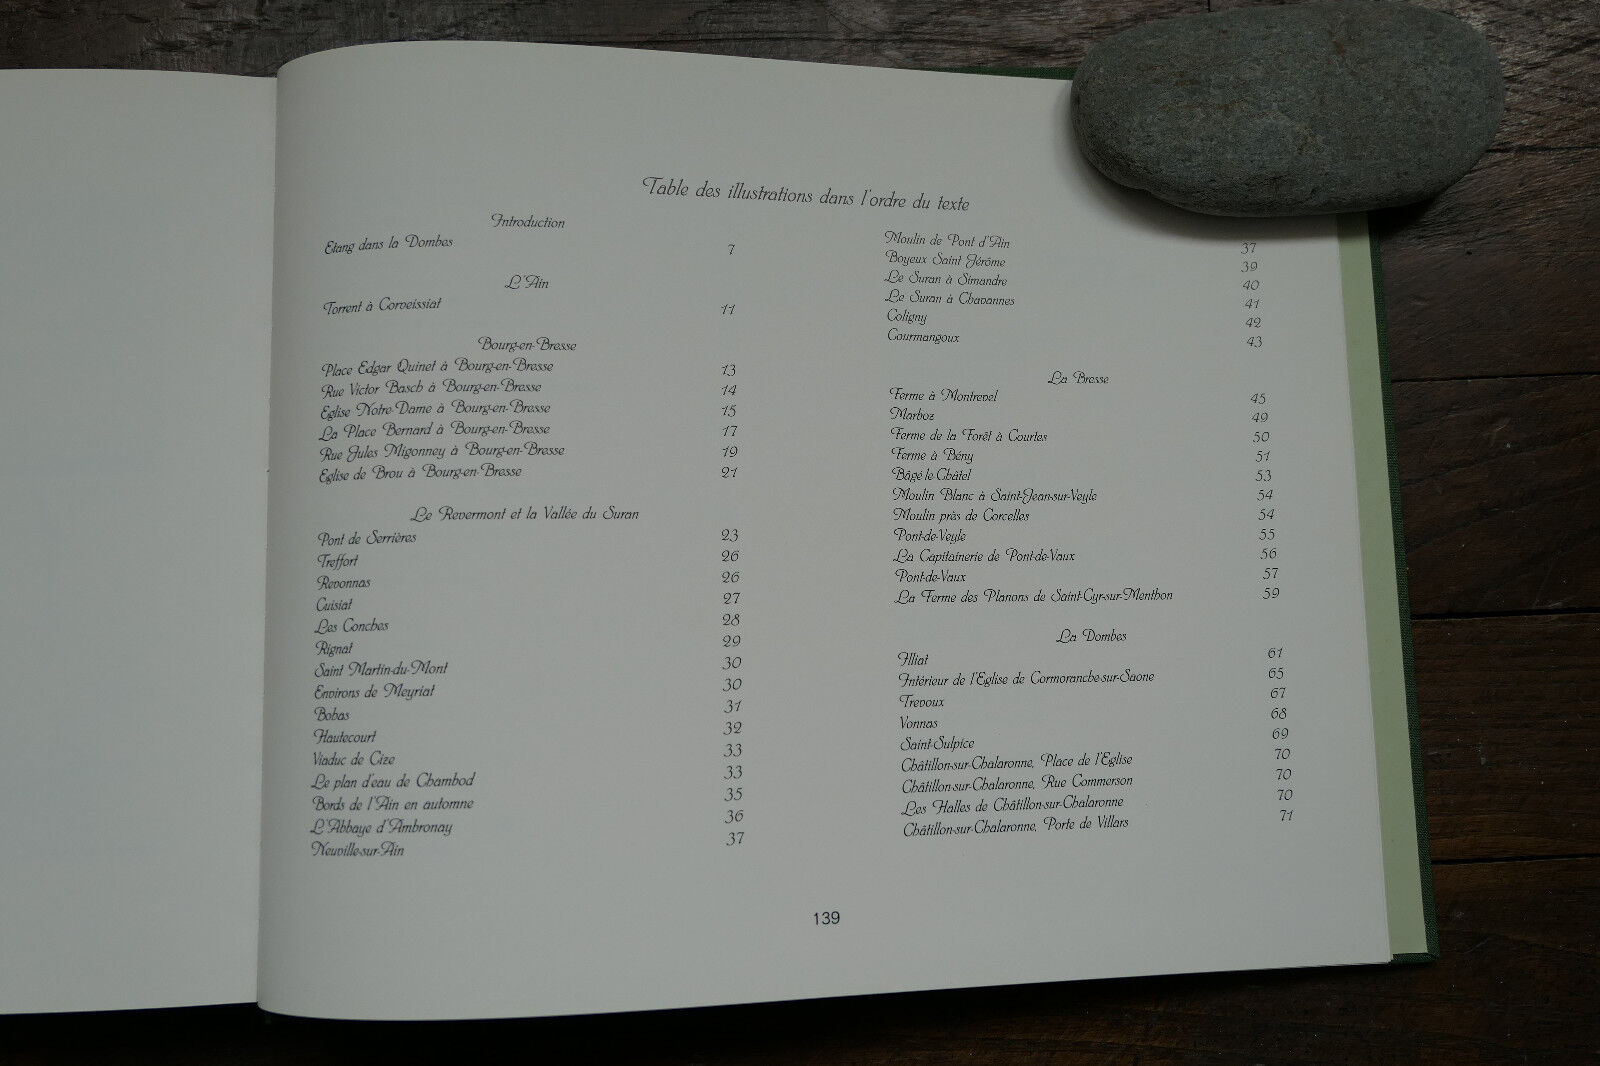 Table des illustrations dans l'ordre du texte
Introduction
Etang dans la Dombes 7
L'Ain
Torrent à Corveissiat 11
Bourg-en-Bresse
Place Edgar Quinet à Bourg-en-Bresse 13
Rue Victor Basch à Bourg-en-Bresse 14
Eglise Notre-Dame à Bourg-en-Bresse 15
La Place Bernard à Bourg-en-Bresse 17
Rue Jules Migonney à Bourg-en-Bresse 19
Eglise de Brou à Bourg-en-Bresse 21
Le Revermont et la Vallée du Suran
Pont de Serrières 23
Treffort 26
Revonnas 26
Cuisiat 27
Les Conches 28
Rignat 29
Saint Martin-du-Mont 30
Environs de Meyriat 30
Bobas 31
Hautecourt 32
Viaduc de Cize 33
Le plan d'eau de Chambod 33
Bords de l'Ain en automne 35
L'Abbaye d'Ambronay 36
Neuville-sur-Ain 37
Moulin de Pont d'Ain 37
Boyeux Saint Jérôme 39
Le Suran à Simandre 40
Le Suran à Chavannes 41
Coligny 42
Courmangoux 43
La Bresse
Ferme à Montrevel 45
Marboz 49
Ferme de la Forêt à Courtes 50
Ferme à Bény 51
Bâgé-le-Châtel 53
Moulin Blanc à Saint-Jean-sur-Veyle 54
Moulin près de Corcelles 54
Pont-de-Veyle 55
La Capitainerie de Pont-de-Vaux 56
Pont-de-Vaux 57
La Ferme des Planons de Saint-Cyr-sur-Menthon 59
La Dombes
Illiat 61
Intérieur de l'Eglise de Cormoranche-sur-Saone 65
Trevoux 67
Vonnas 68
Saint-Sulpice 69
Châtillon-sur-Chalaronne, Place de l'Eglise 70
Châtillon-sur-Chalaronne, Rue Commerson 70
Les Halles de Châtillon-sur-Chalaronne 70
Châtillon-sur-Chalaronne, Porte de Villars 71
139